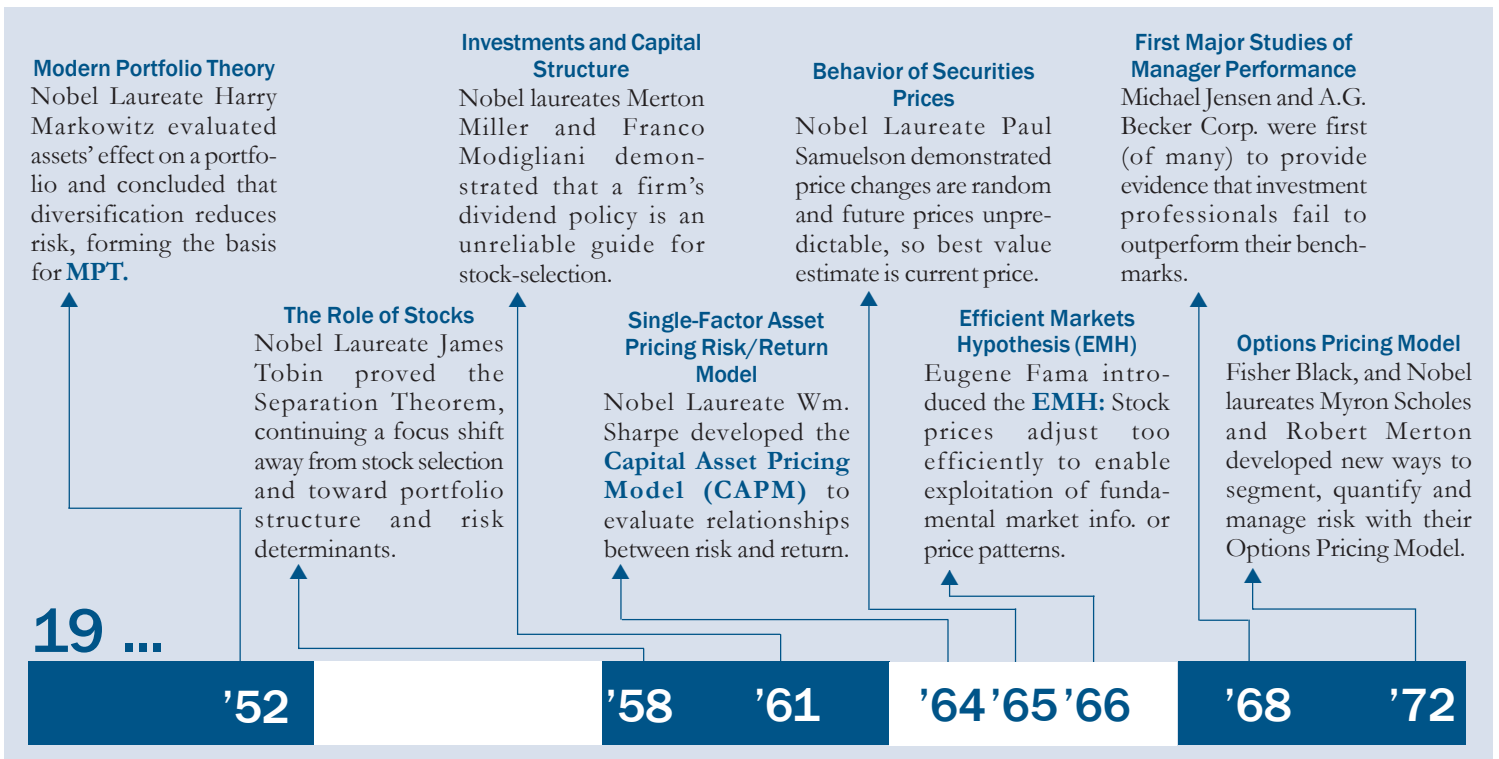 Modern Portfolio Theory
Nobel Laureate Harry
Markowitz evaluated
assets’ effect on a portfo-
lio and concluded that
diversification reduces
risk, forming the basis
for MPT.
The Role of Stocks
Nobel Laureate James
Tobin proved the
Separation Theorem,
continuing a focus shift
away from stock selection
and toward portfolio
structure and risk
determinants.
Investments and Capital
Structure
Nobel laureates Merton
Miller and Franco
Modigliani demon-
strated that a firm’s
dividend policy is an
unreliable guide for
stock-selection.
Single-Factor Asset
Pricing Risk/Return
Model
Nobel Laureate Wm.
Sharpe developed the
Capital Asset Pricing
Model (CAPM) to
evaluate relationships
between risk and return.
Behavior of Securities
Prices
Nobel Laureate Paul
Samuelson demonstrated
price changes are random
and future prices unpre-
dictable, so best value
estimate is current price.
Efficient Markets
Hypothesis (EMH)
Eugene Fama intro-
duced the EMH: Stock
prices adjust too
efficiently to enable
exploitation of funda-
mental market info. or
price patterns.
First Major Studies of
Manager Performance
Michael Jensen and A.G.
Becker Corp. were first
(of many) to provide
evidence that investment
professionals fail to
outperform their bench-
marks.
Options Pricing Model
Fisher Black, and Nobel
laureates Myron Scholes
and Robert Merton
developed new ways to
segment, quantify and
manage risk with their
Options Pricing Model.
19 ...
’52 ’58 ’61 ’64 ’65 ’66 ’68 ’72